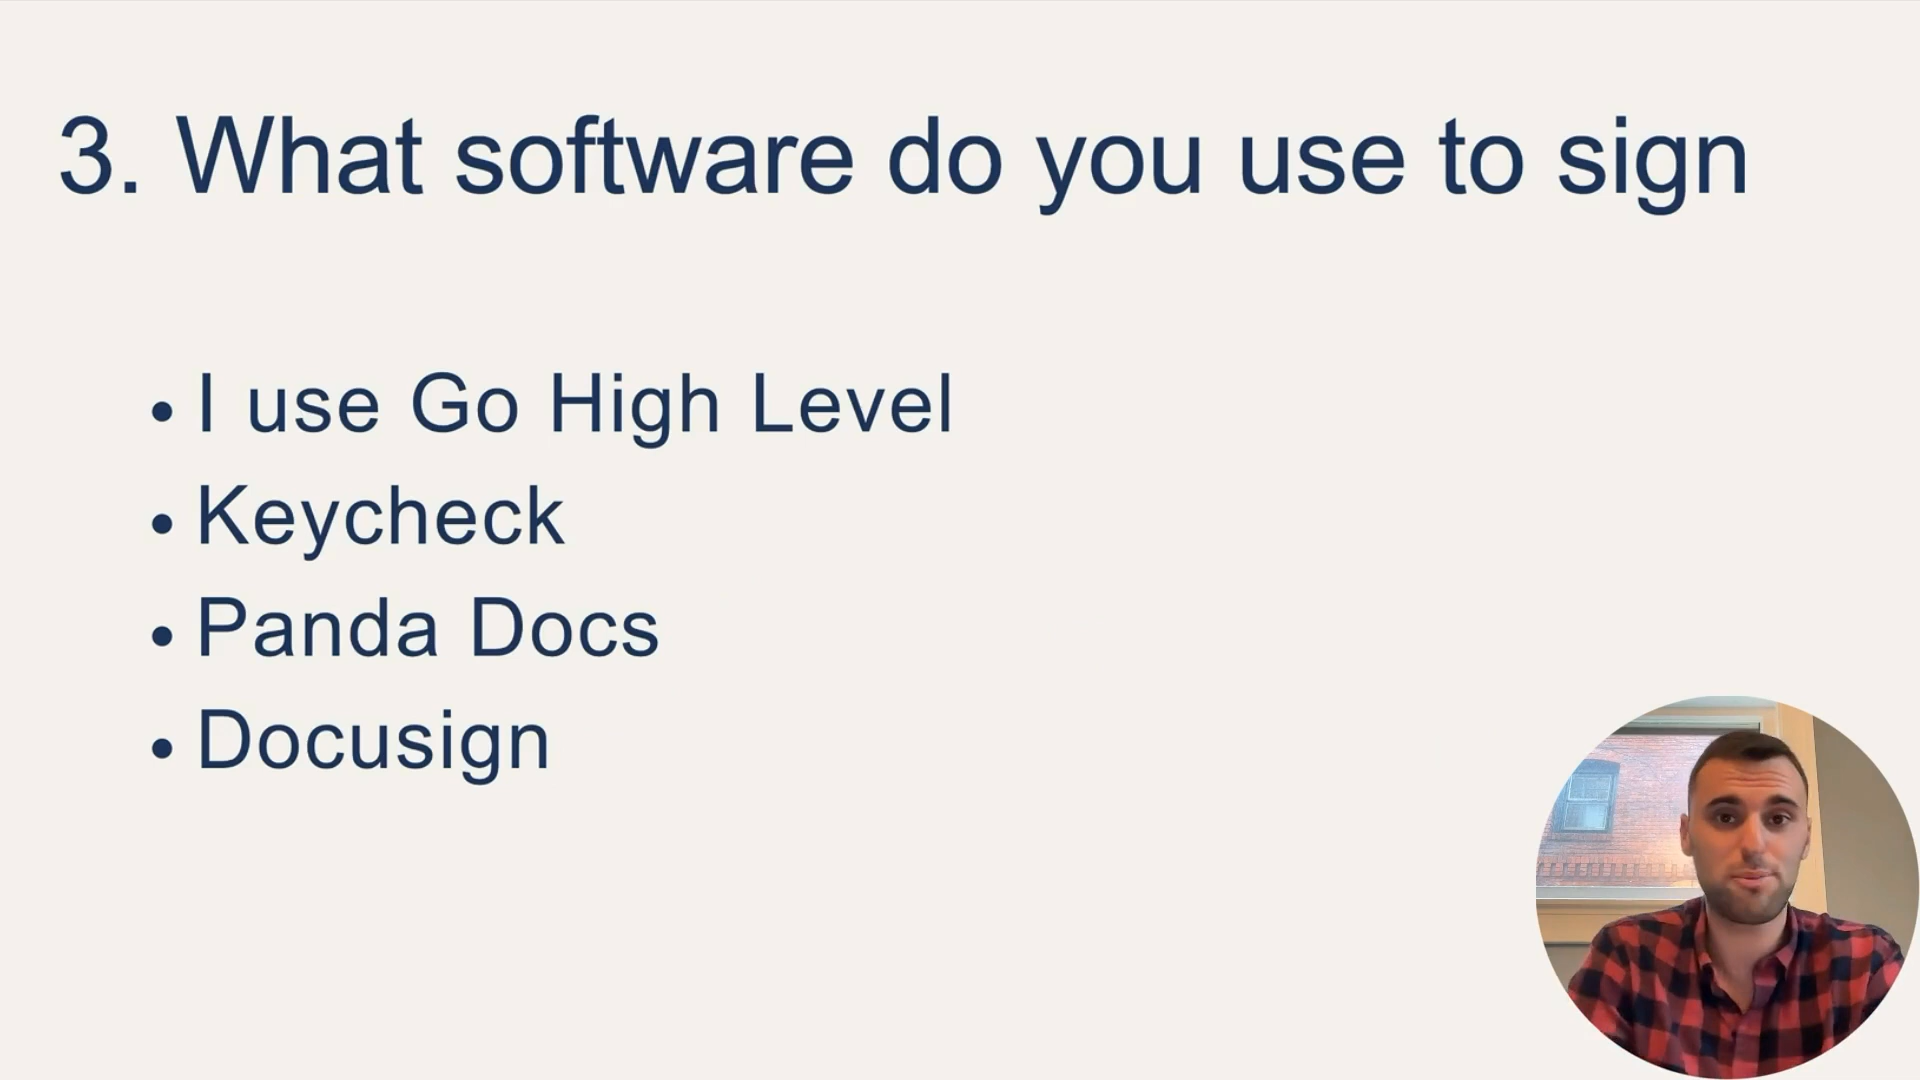 3. What software do you use to sign
• I use Go High Level
• Keycheck
• Panda Docs
• Docusign